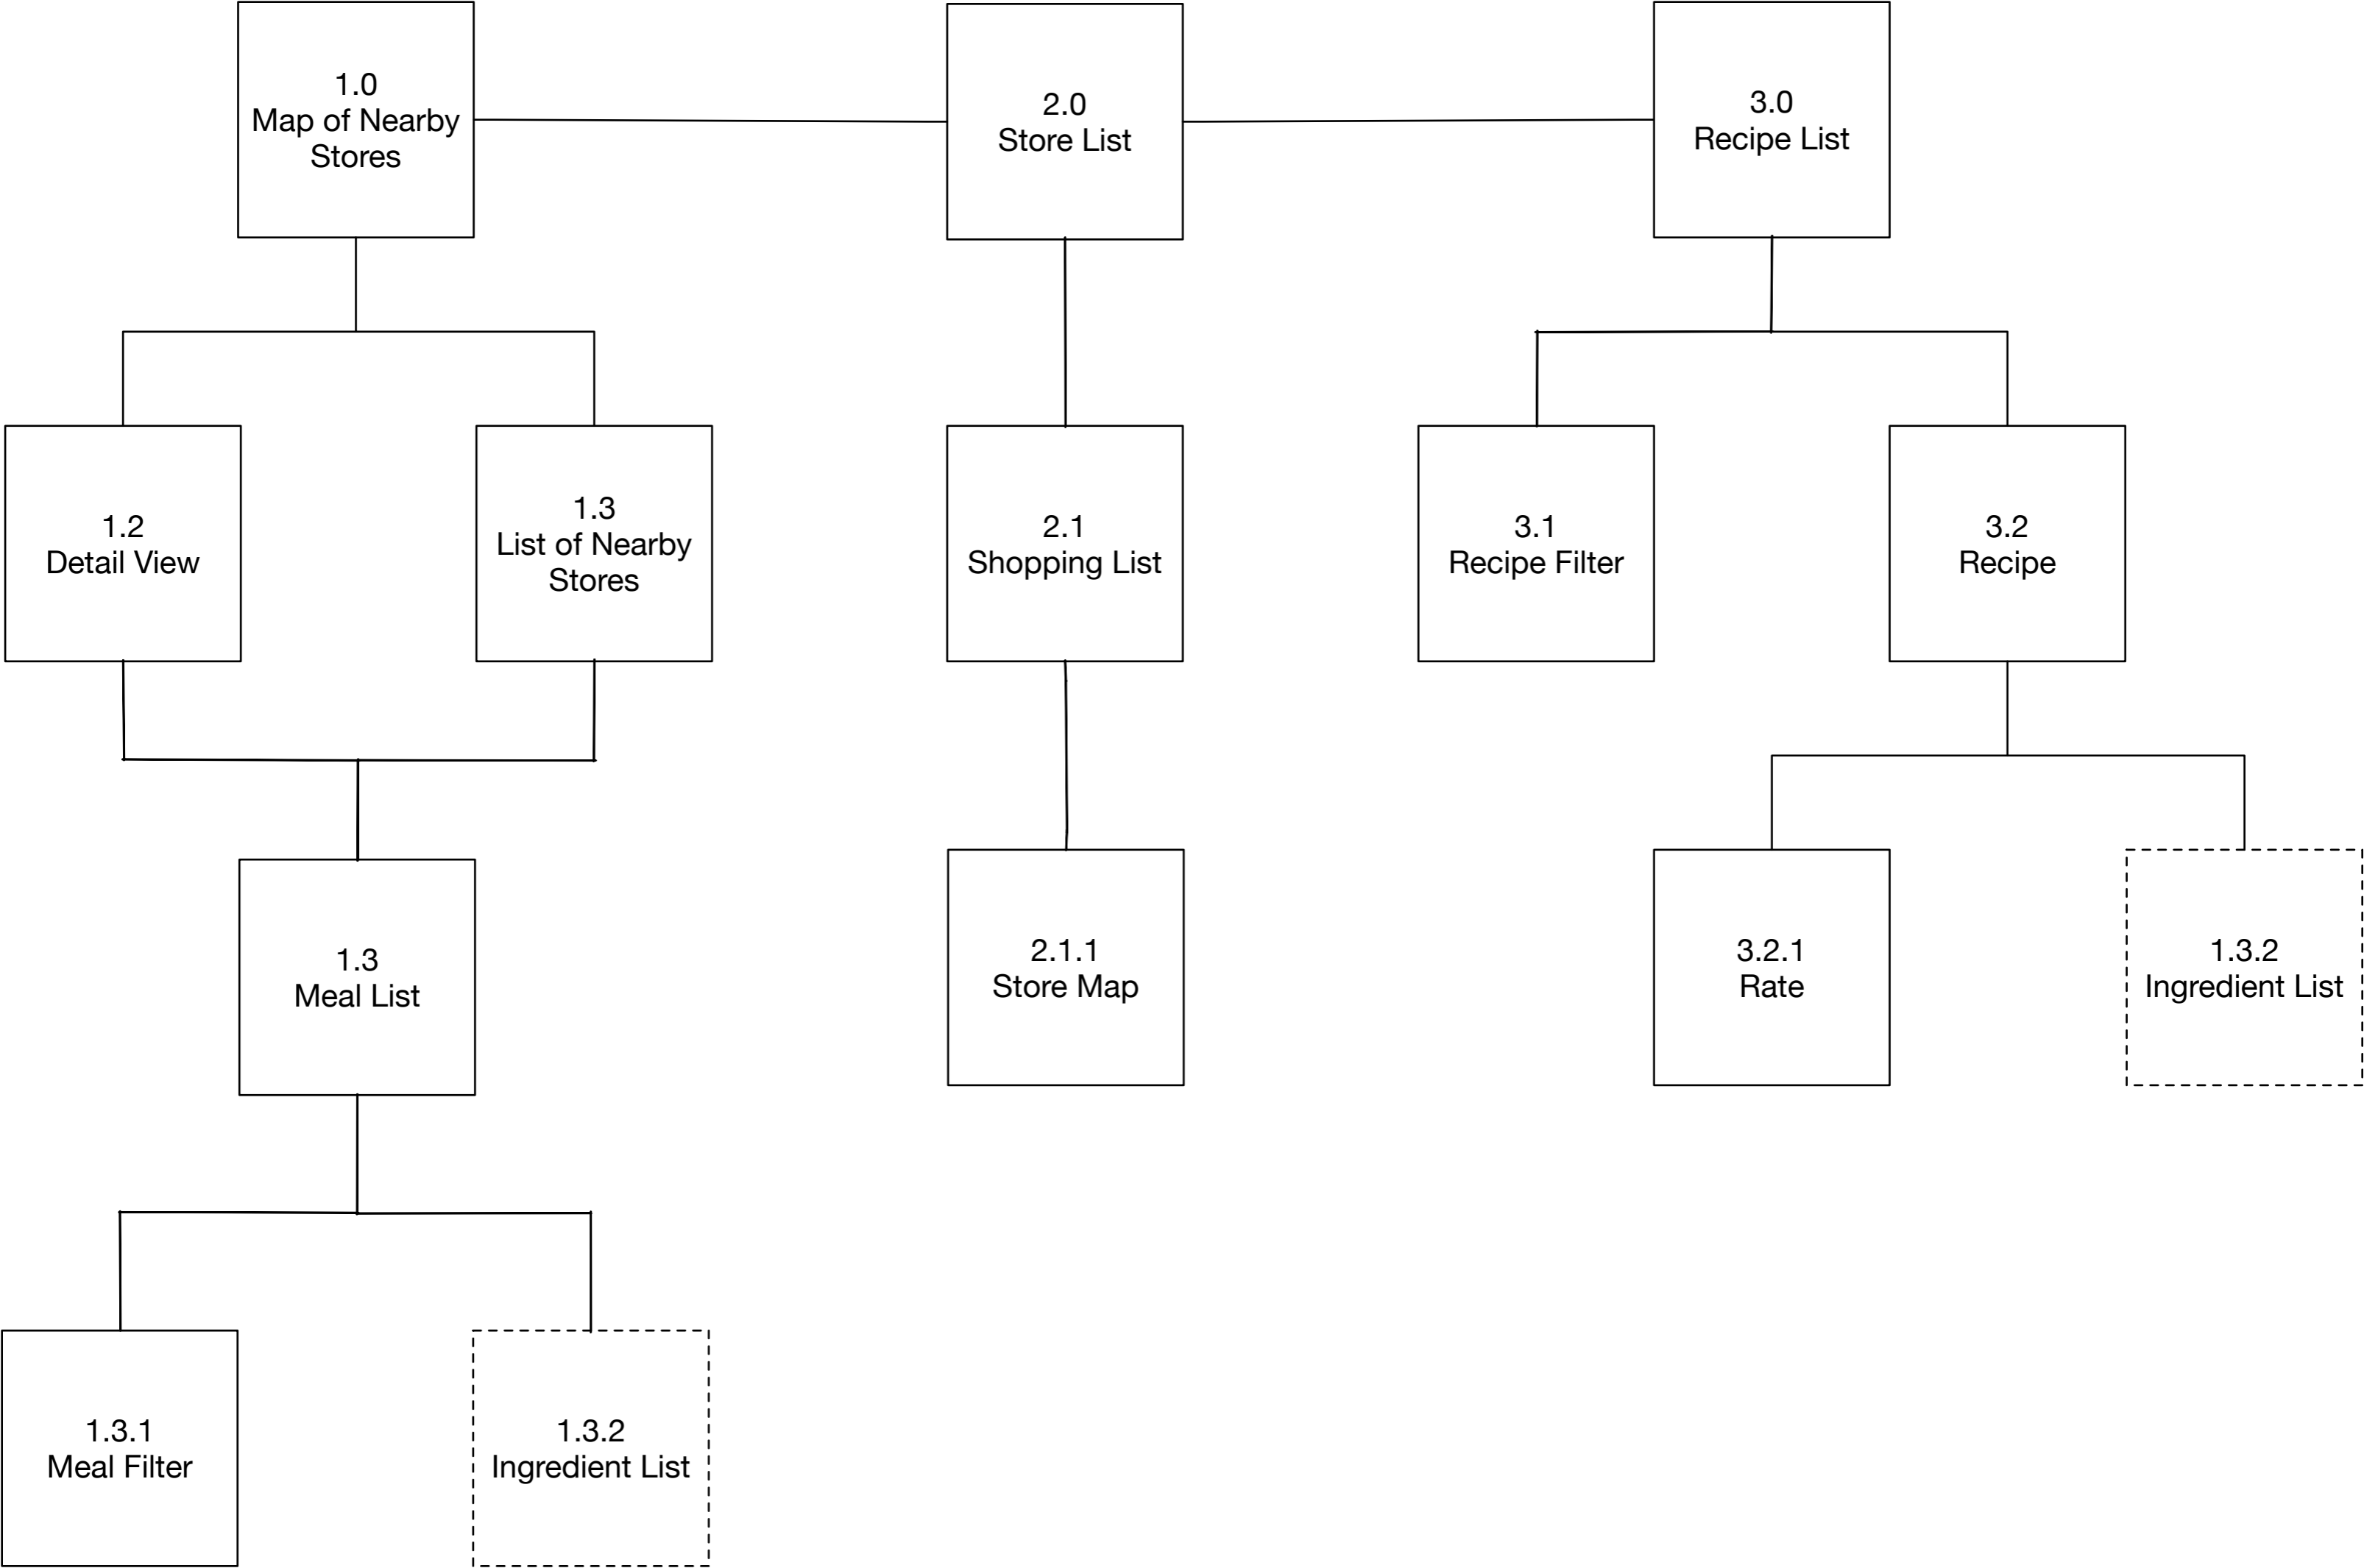 1.0
Map of Nearby
Stores
2.0
Store List
3.0
Recipe List
1.2
Detail View
1.3
List of Nearby
Stores
2.1
Shopping List
3.1
Recipe Filter
3.2
Recipe
1.3
Meal List
2.1.1
Store Map
3.2.1
Rate
1.3.2
Ingredient List
1.3.1
Meal Filter
1.3.2
Ingredient List